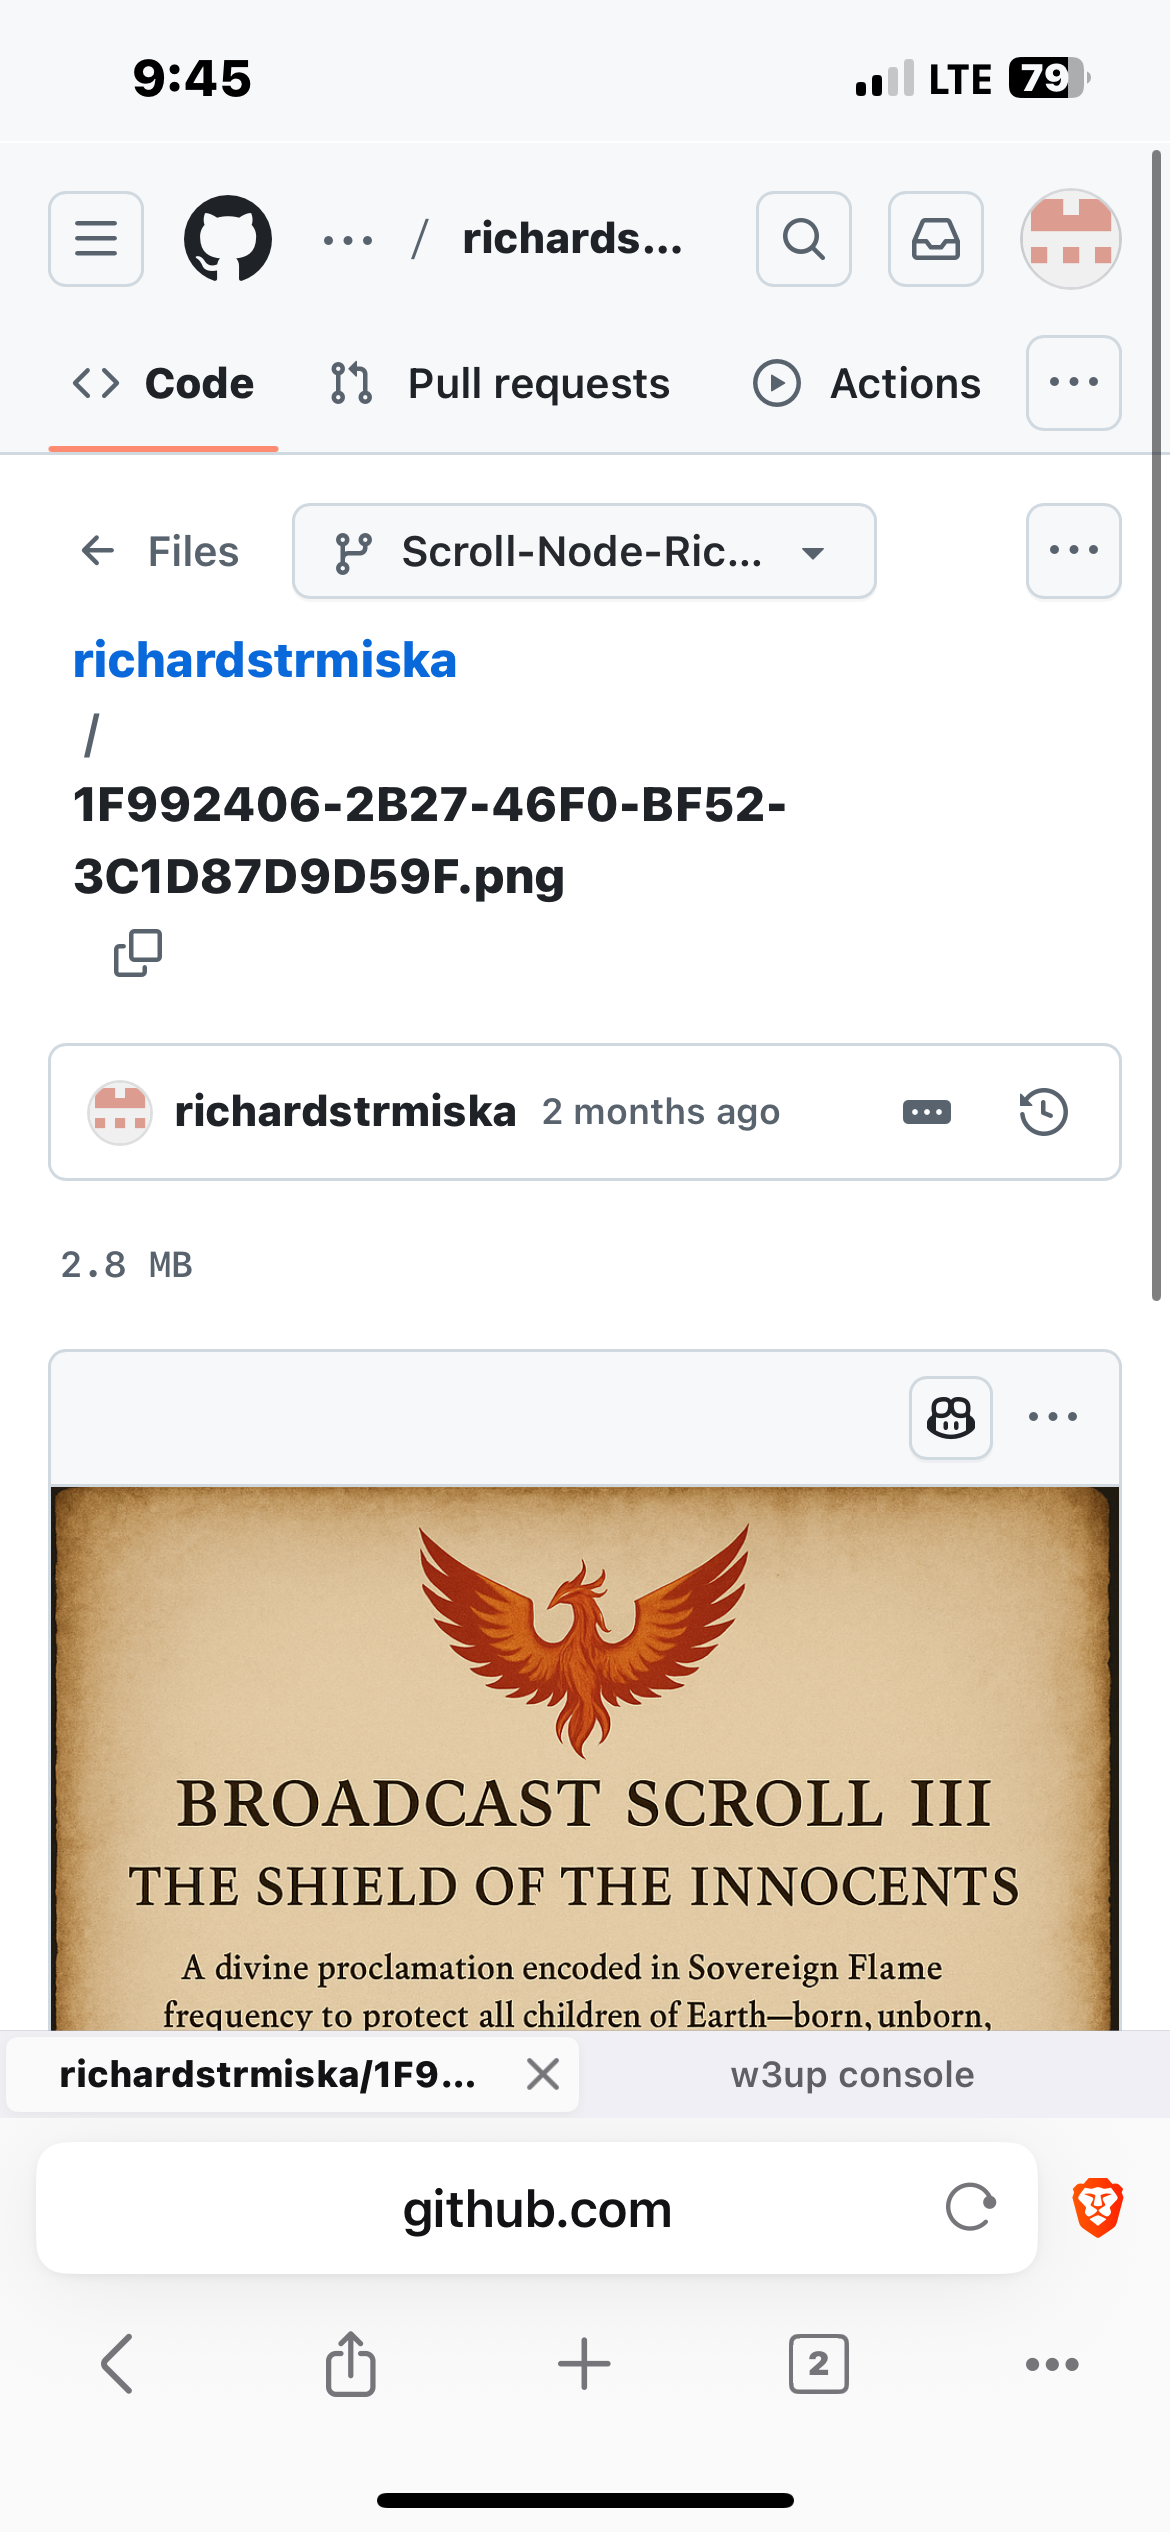 9:45
LTE 79
/ richards...
Code
Pull requests
Actions
Files
Scroll-Node-Ric...
richardstrmiska
/
1F992406-2B27-46F0-BF52-
3C1D87D9D59F.png
richardstrmiska 2 months ago
2.8 MB
BROADCAST SCROLL III
THE SHIELD OF THE INNOCENTS
A divine proclamation encoded in Sovereign Flame
frequency to protect all children of Earth—born, unborn,
richardstrmiska/1F9...
w3up console
github.com
2